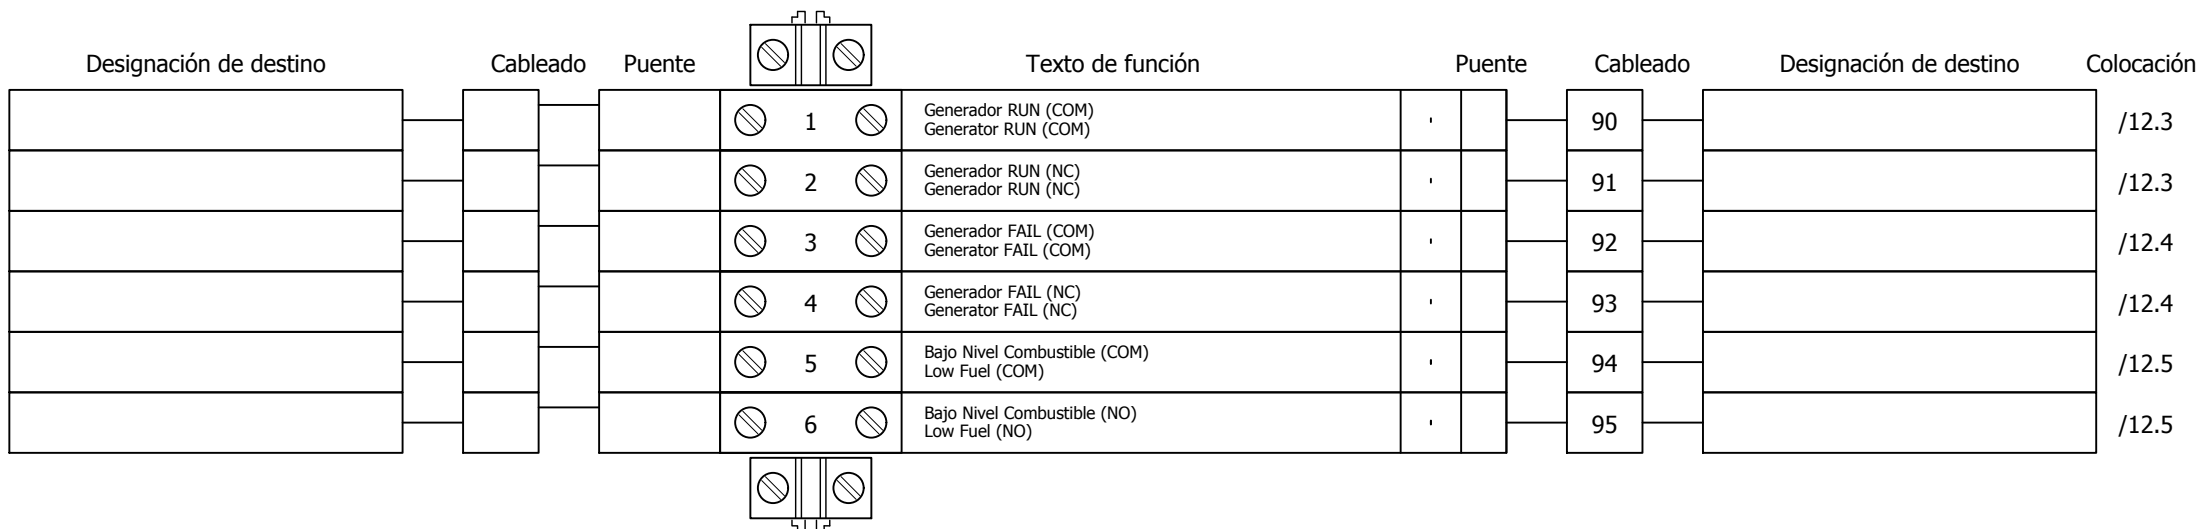 Designación de destino Cableado Puente Texto de función Puente Cableado Designación de destino Colocación
1 Generador RUN (COM) 90 /12.3
Generator RUN (COM)
2 Generador RUN (NC) 91 /12.3
Generador RUN (NC)
3 Generador FAIL (COM) 92 /12.4
Generator FAIL (COM)
4 Generador FAIL (NC) 93 /12.4
Generator FAIL (NC)
5 Bajo Nivel Combustible (COM) 94 /12.5
Low Fuel (COM)
6 Bajo Nivel Combustible (NO) 95 /12.5
Low Fuel (NO)